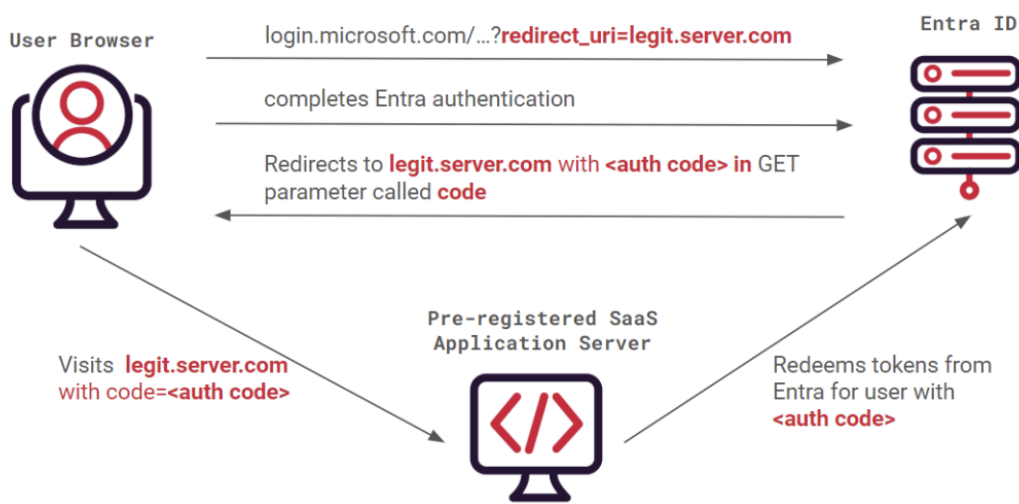 User Browser
Entra ID
login.microsoft.com/...?redirect_uri=legit.server.com
completes Entra authentication
Redirects to legit.server.com with <auth code> in GET
parameter called code
Pre-registered SaaS
Application Server
Visits legit.server.com
with code=<auth code>
Redeems tokens from
Entra for user with
<auth code>
</>